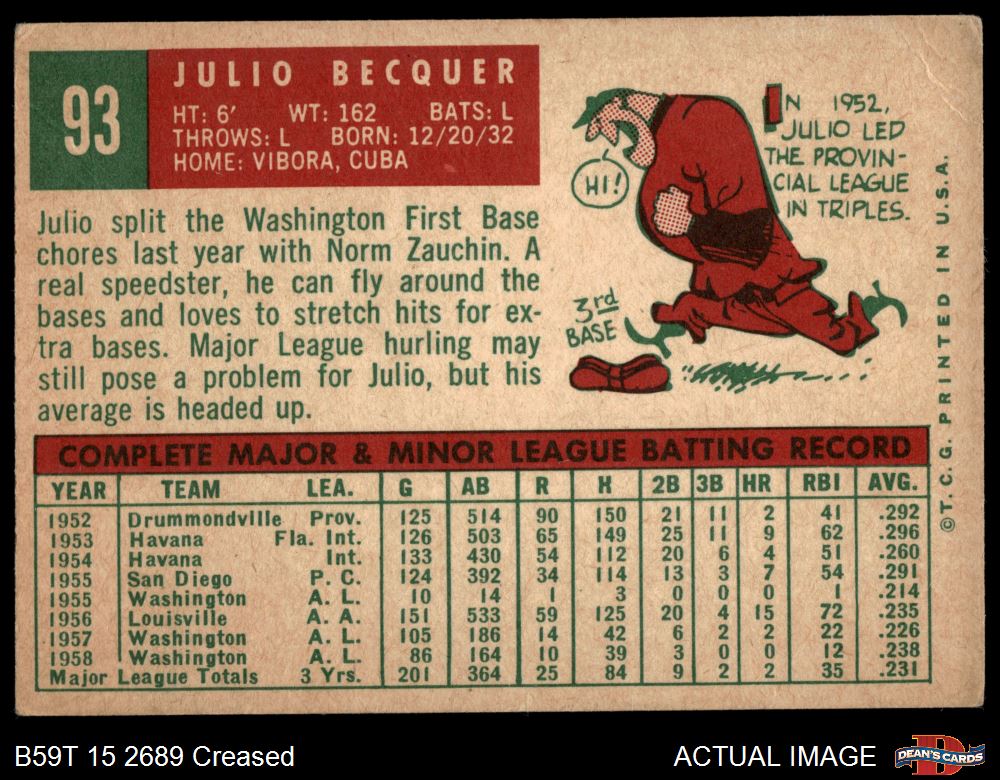 93
JULIO BECQUER
HT: 6' WT: 162 BATS: L
THROWS: L BORN: 12/20/32
HOME: VIBORA, CUBA
Julio split the Washington First Base
chores last year with Norm Zauchin. A
real speedster, he can fly around the
bases and loves to stretch hits for ex-
tra bases. Major League hurling may
still pose a problem for Julio, but his
average is headed up.
HI!
3rd
BASE
IN 1952,
JULIO LED
THE PROVIN-
CIAL LEAGUE
IN TRIPLES.
COMPLETE MAJOR & MINOR LEAGUE BATTING RECORD
YEAR TEAM LEA. G AB R H 2B 3B HR RBI AVG.
1952 Drummondville Prov. 125 514 90 150 21 11 2 41 .292
1953 Havana Fla. Int. 126 503 65 149 25 11 9 62 .296
1954 Havana Int. 133 430 54 112 20 6 4 51 .260
1955 San Diego P. C. 124 392 34 114 13 3 7 54 .291
1955 Washington A. L. 10 14 1 3 0 0 0 1 .214
1956 Louisville A. A. 151 533 59 125 20 4 15 72 .235
1957 Washington A. L. 105 186 14 42 6 2 2 22 .226
1958 Washington A. L. 86 164 10 39 3 0 0 12 .238
Major League Totals 3 Yrs. 201 364 25 84 9 2 2 35 .231
©T. C. G. PRINTED IN U.S.A.
B59T 15 2689 Creased
ACTUAL IMAGE
DEAN'S CARDS